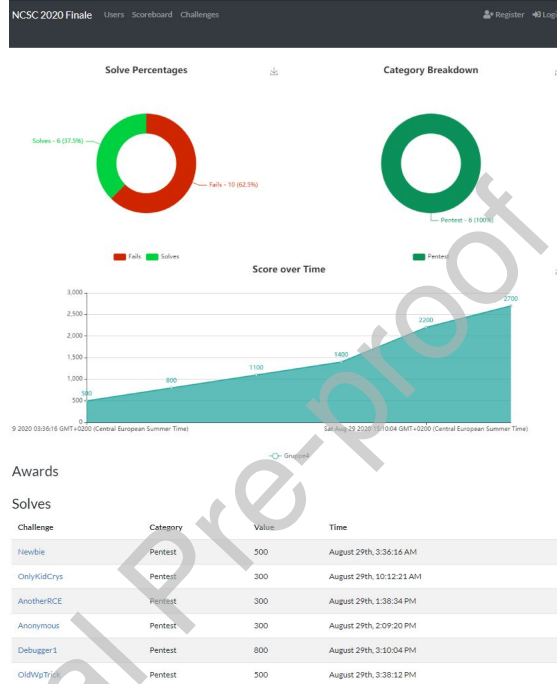 NCSC 2020 Finale Users Scoreboard Challenges Register Logi
Solve Percentages
Category Breakdown
Solves - 6 (37.5%)
Fails - 10 (62.5%)
Pentest - 6 (100%)
Fails Solves
Pentest
Score over Time
3,000
2,500
2,000
1,500
1,000
500
0
500
800
1100
1400
2200
2700
9 2020 03:36:16 GMT+0200 (Central European Summer Time)
Sat Aug 29 2020 15:10:04 GMT+0200 (Central European Summer Time)
Gruppe4
Awards
Solves
Challenge Category Value Time
Newbie Pentest 500 August 29th, 3:36:16 AM
OnlyKidCrys Pentest 300 August 29th, 10:12:21 AM
AnotherRCE Pentest 300 August 29th, 1:38:34 PM
Anonymous Pentest 300 August 29th, 2:09:20 PM
Debugger1 Pentest 800 August 29th, 3:10:04 PM
OldWpTrick Pentest 500 August 29th, 3:38:12 PM
al Pre-proof